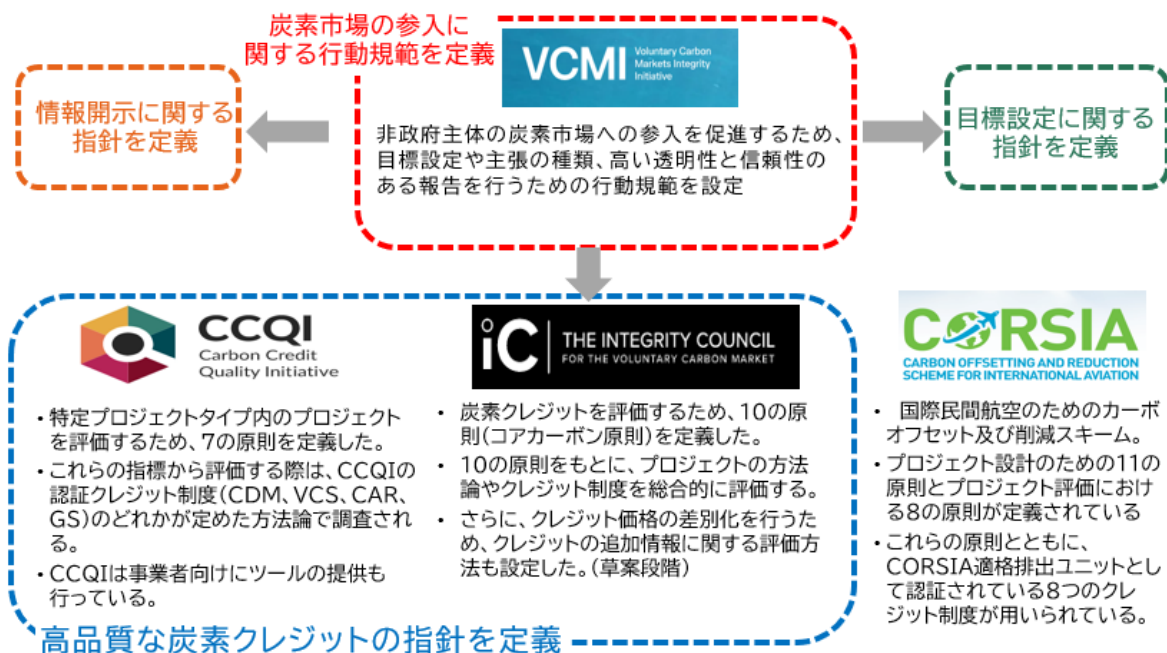 炭素市場の参入に
関する行動規範を定義
VCMI
Voluntary Carbon
Markets Integrity
Initiative
情報開示に関する
指針を定義
非政府主体の炭素市場への参入を促進するため、
目標設定や主張の種類、高い透明性と信頼性の
ある報告を行うための行動規範を設定
目標設定に関する
指針を定義
CCQI
Carbon Credit
Quality Initiative
・特定プロジェクトタイプ内のプロジェクト
を評価するため、7の原則を定義した。
・これらの指標から評価する際は、CCQIの
認証クレジット制度(CDM、VCS、CAR、
GS)のどれかが定めた方法論で調査され
る。
・CCQIは事業者向けにツールの提供も
行っている。
iC
THE INTEGRITY COUNCIL
FOR THE VOLUNTARY CARBON MARKET
• 炭素クレジットを評価するため、10の原
則(コアカーボン原則)を定義した。
• 10の原則をもとに、プロジェクトの方法
論やクレジット制度を総合的に評価する。
• さらに、クレジット価格の差別化を行うた
め、クレジットの追加情報に関する評価方
法も設定した。(草案段階)
CORSIA
CARBON OFFSETTING AND REDUCTION
SCHEME FOR INTERNATIONAL AVIATION
• 国際民間航空のためのカーボ
オフセット及び削減スキーム。
• プロジェクト設計のための11の
原則とプロジェクト評価におけ
る8の原則が定義されている
• これらの原則とともに、
CORSIA適格排出ユニットとし
て認証されている8つのクレ
ジット制度が用いられている。
高品質な炭素クレジットの指針を定義